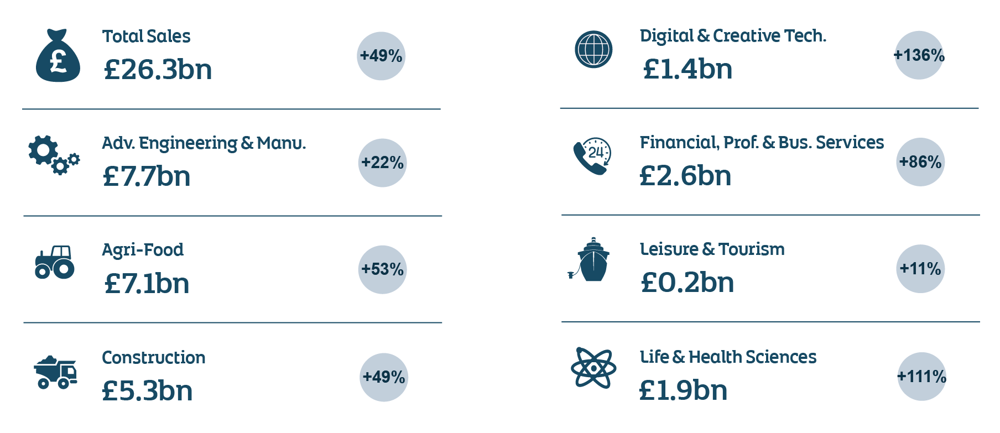 Total Sales
£
£26.3bn
+49%
Adv. Engineering & Manu.
£7.7bn
+22%
Agri-Food
£7.1bn
+53%
Construction
£5.3bn
+49%
Digital & Creative Tech.
£1.4bn
+136%
Financial, Prof. & Bus. Services
24
£2.6bn
+86%
Leisure & Tourism
£0.2bn
+11%
Life & Health Sciences
£1.9bn
+111%